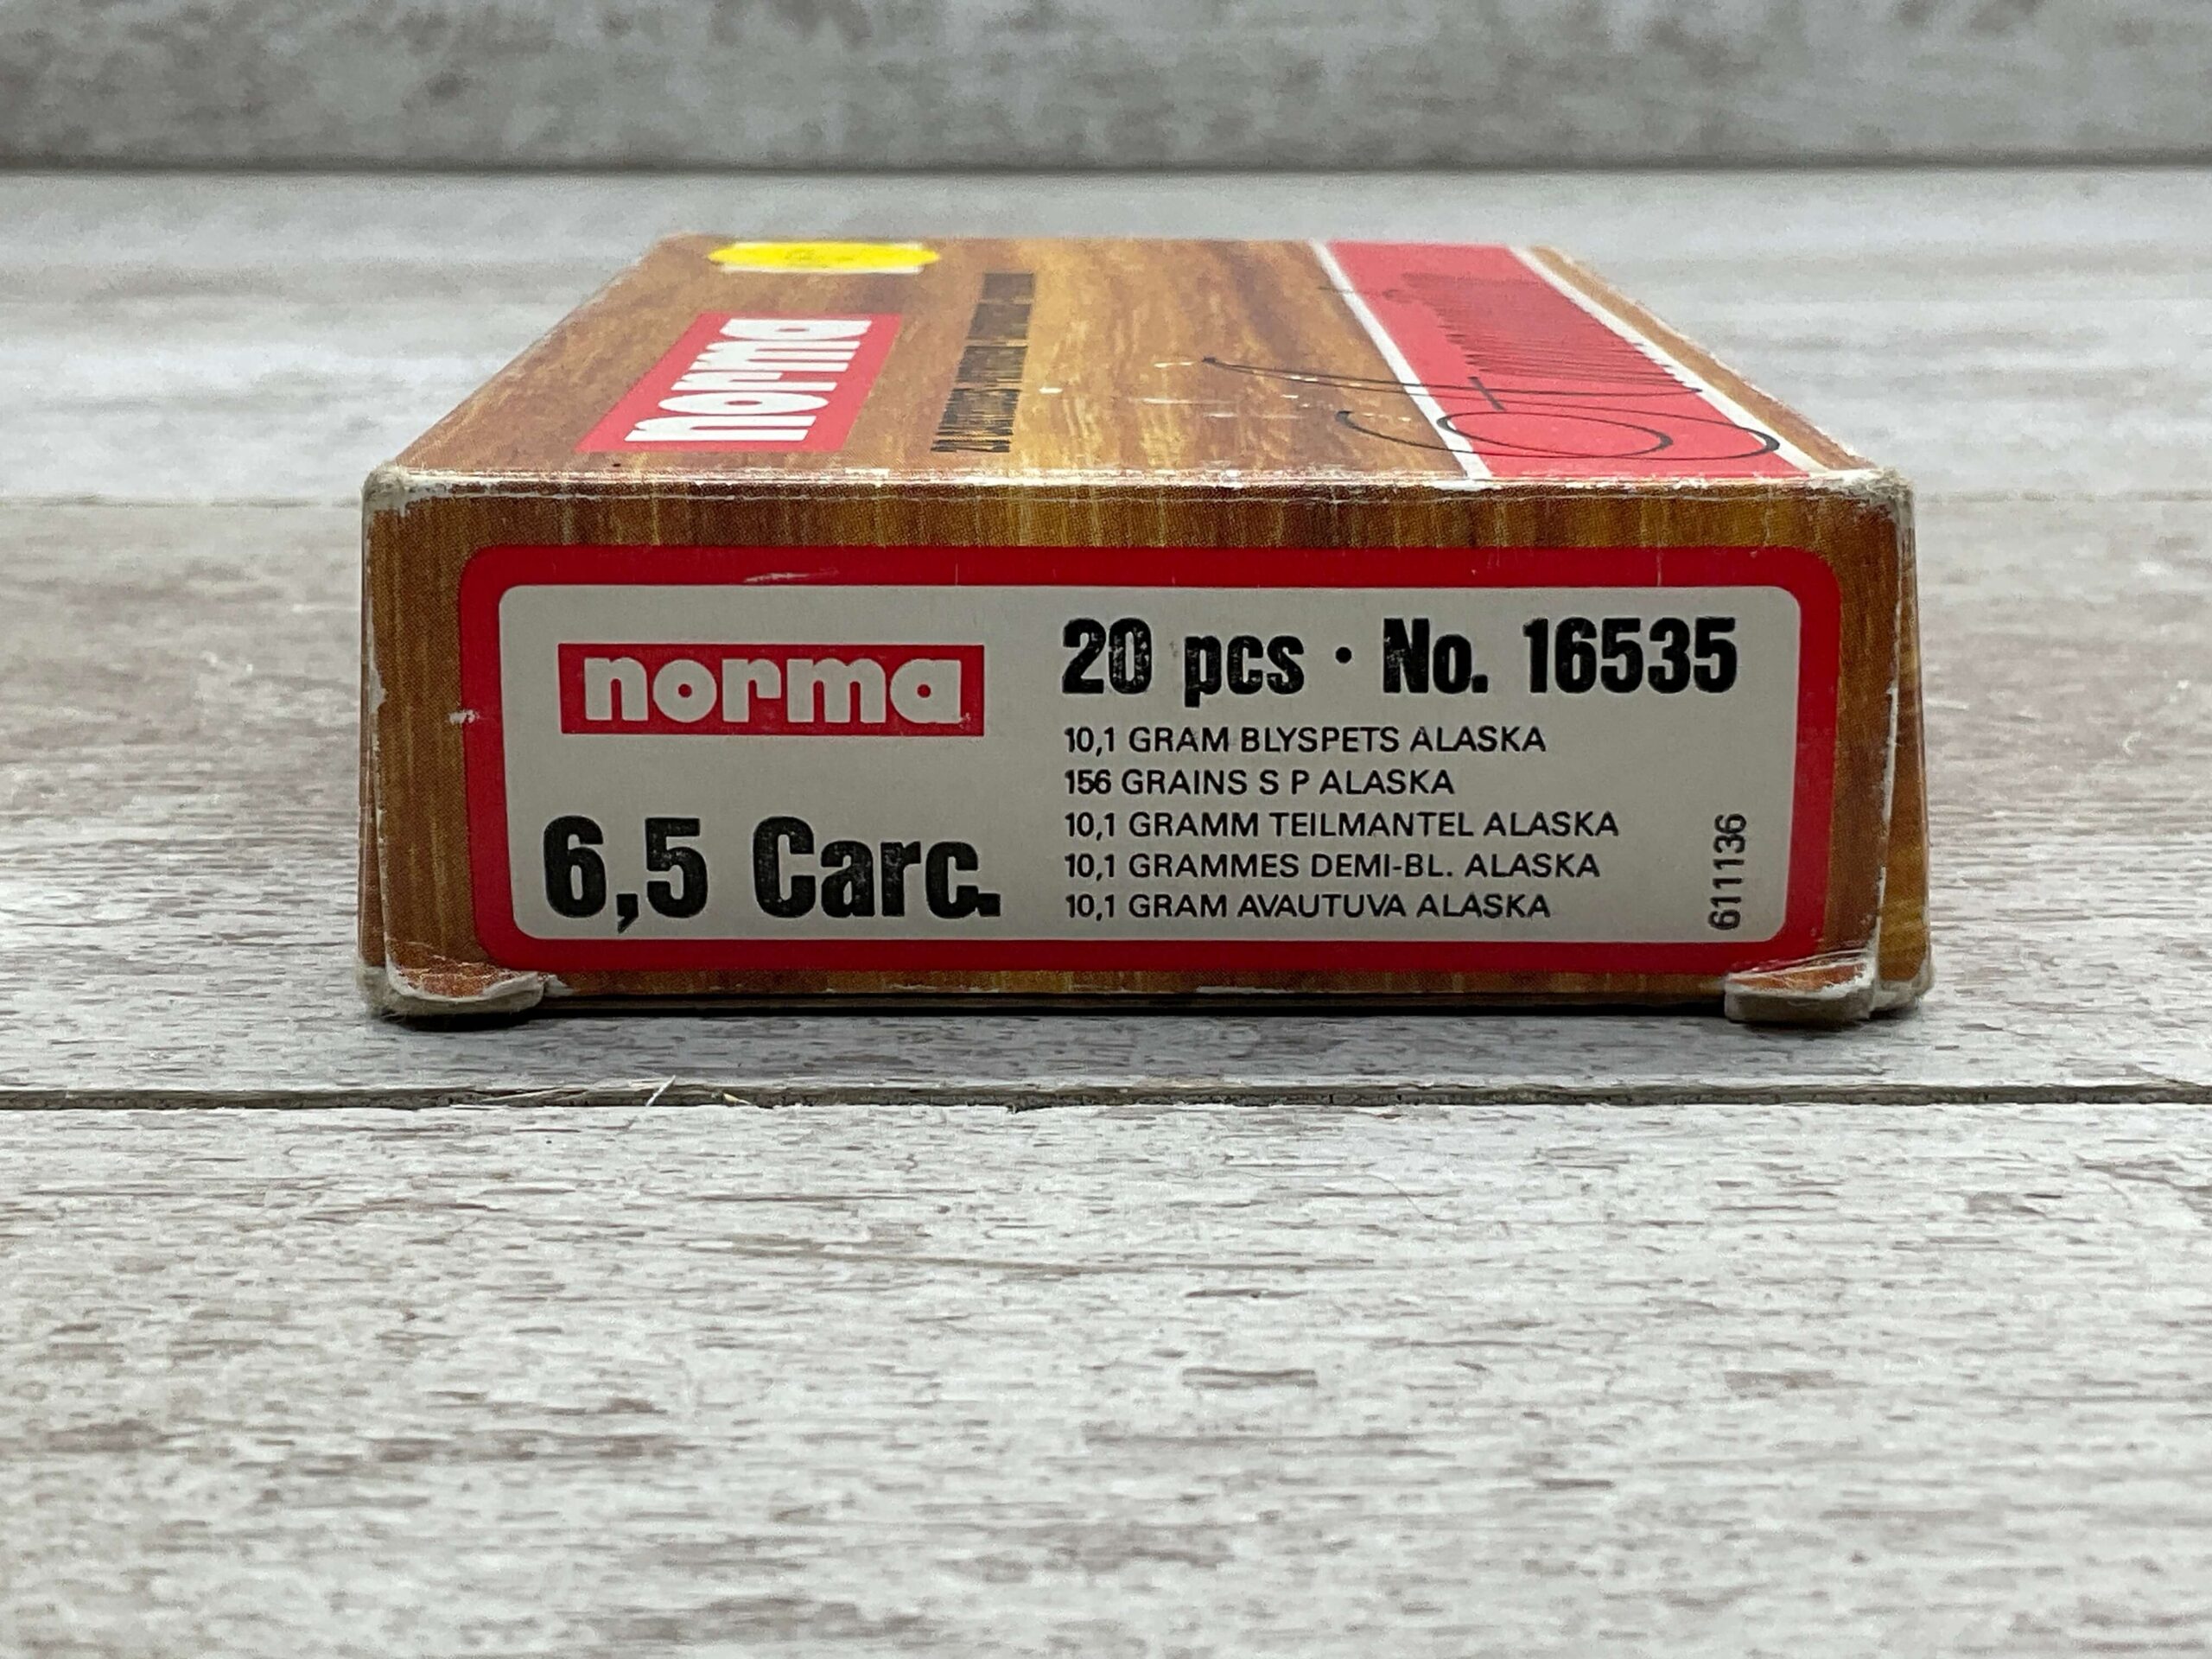 norma
norma
20 pcs · No. 16535
10,1 GRAM BLYSPETS ALASKA
156 GRAINS S P ALASKA
10,1 GRAMM TEILMANTEL ALASKA
10,1 GRAMMES DEMI-BL. ALASKA
10,1 GRAM AVAUTUVA ALASKA
6,5 Carc.
611136